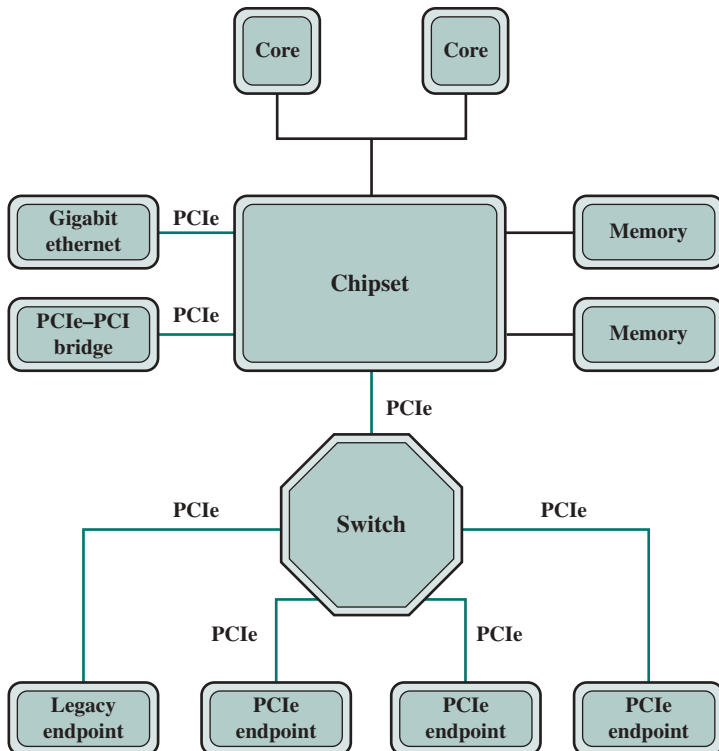 Core
Core
Gigabit
ethernet
PCIe
Chipset
Memory
PCIe–PCI
bridge
PCIe
Memory
PCIe
PCIe
Switch
PCIe
PCIe
PCIe
Legacy
endpoint
PCIe
endpoint
PCIe
endpoint
PCIe
endpoint